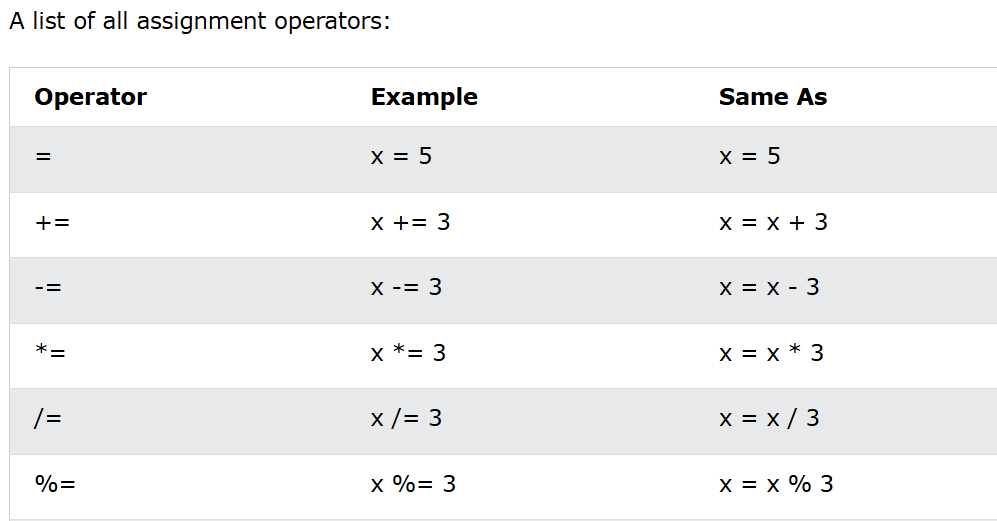 A list of all assignment operators:
Operator Example Same As
= x = 5 x = 5
+= x += 3 x = x + 3
-= x -= 3 x = x - 3
*= x *= 3 x = x * 3
/= x /= 3 x = x / 3
%= x %= 3 x = x % 3